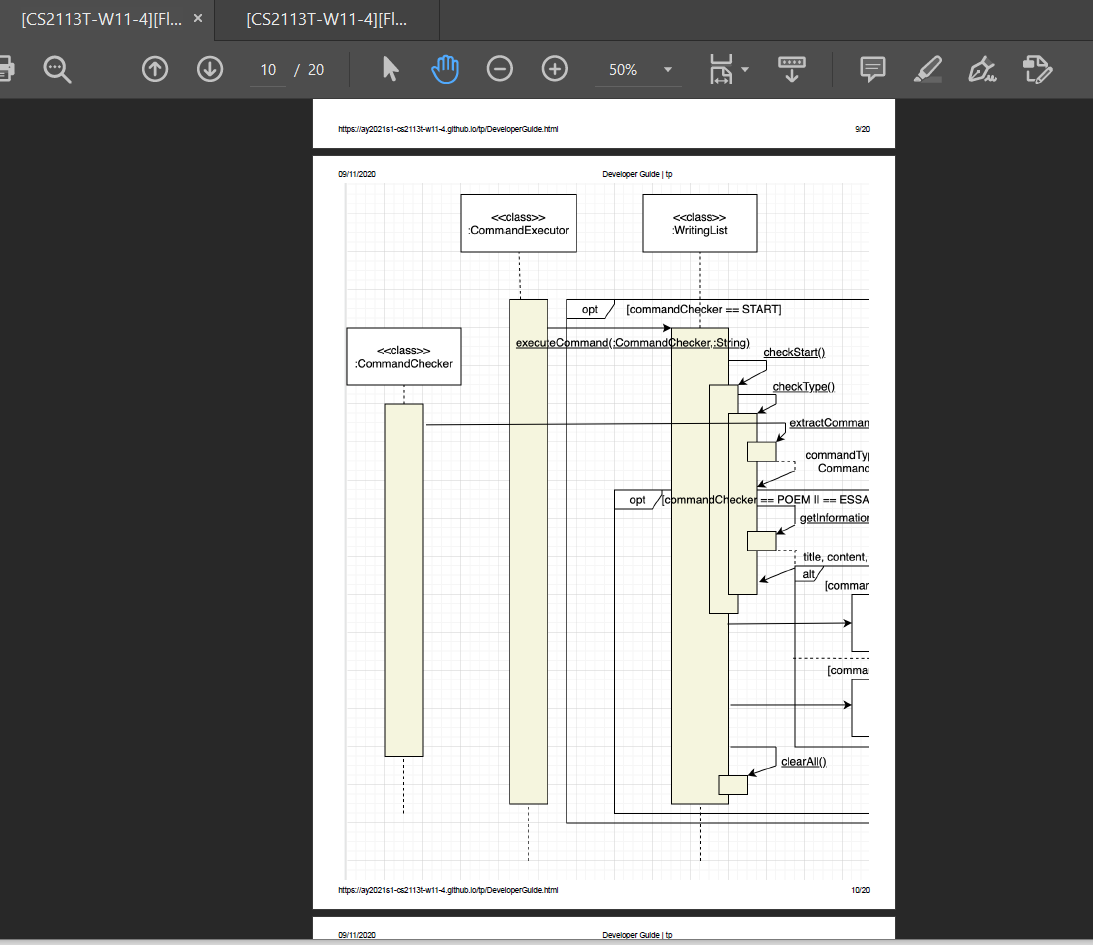 [CS2113T-W11-4][Fl... ×
[CS2113T-W11-4][Fl...
10 / 20
50%
https://ay2021s1-cs2113t-w11-4.github.io/tp/DeveloperGuide.html
9/20
09/11/2020
Developer Guide | tp
<<class>>
:CommandExecutor
<<class>>
:WritingList
opt
[commandChecker == START]
<<class>>
:CommandChecker
executeCommand(:CommandChecker,:String)
checkStart()
checkType()
extractComman
commandTyp
Command
opt
[commandChecker == POEM || == ESSA
getInformation
title, content,
alt
[comman
[comma
clearAll()
https://ay2021s1-cs2113t-w11-4.github.io/tp/DeveloperGuide.html
10/20
09/11/2020
Developer Guide | tp